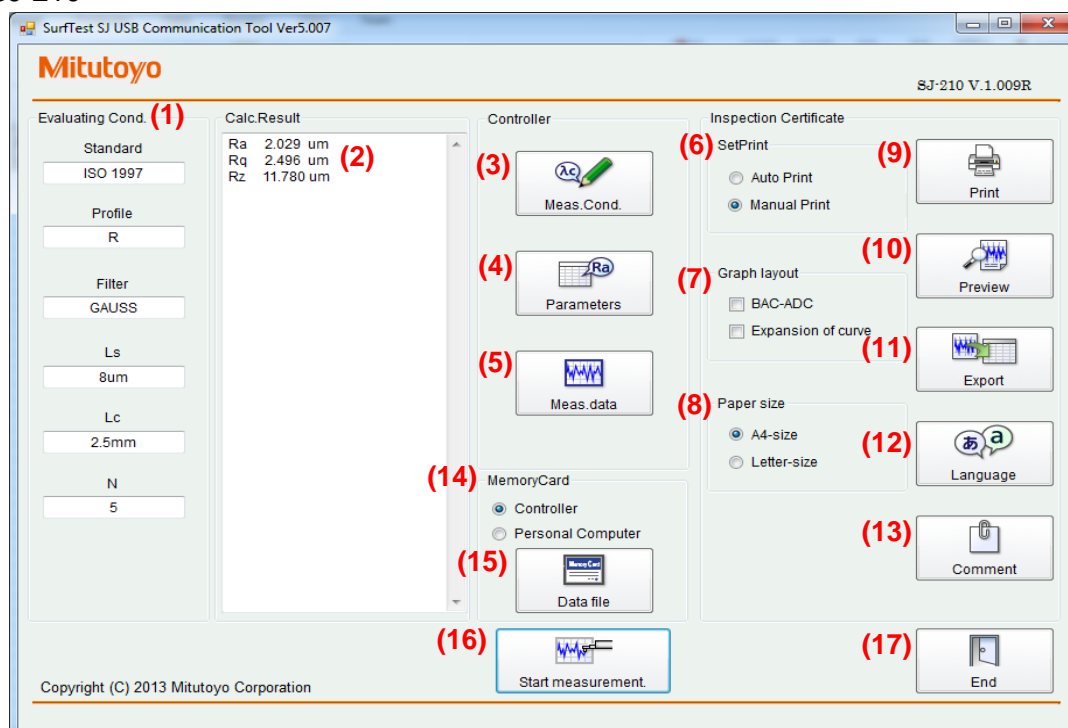 SurfTest SJ USB Communication Tool Ver5.007
Mitutoyo
SJ-210 V.1.009R
Evaluating Cond. (1)
Standard
ISO 1997
Profile
R
Filter
GAUSS
Ls
8um
Lc
2.5mm
N
5
Calc.Result
Ra 2.029 um
Rq 2.496 um
Rz 11.780 um
(2)
Controller
(3)
λc
Meas.Cond.
(4)
Ra
Parameters
(5)
Meas.data
(14) MemoryCard
Controller
Personal Computer
(15)
Memory Card
Data file
(16)
Start measurement.
Inspection Certificate
(6) SetPrint
Auto Print
Manual Print
(7) Graph layout
BAC-ADC
Expansion of curve
(8) Paper size
A4-size
Letter-size
(9)
Print
(10)
Preview
(11)
Export
(12)
あ a
Language
(13)
Comment
(17)
End
Copyright (C) 2013 Mitutoyo Corporation